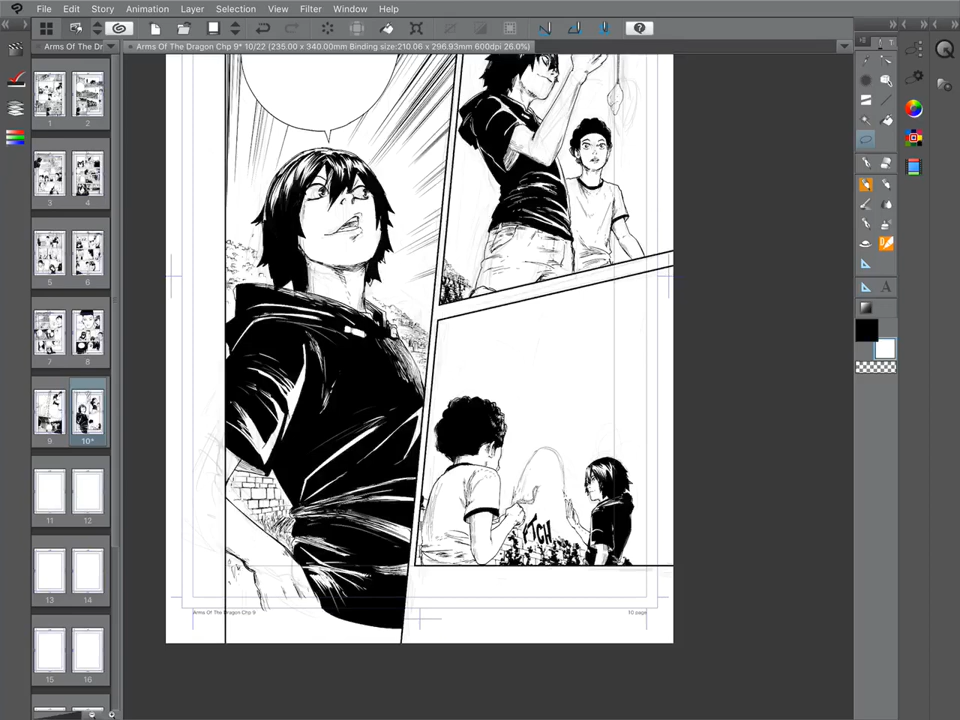 File Edit Story Animation Layer Selection View Filter Window Help
Arms Of The Dr
Arms Of The Dragon Chp 9* 10/22 (235.00 x 340.00mm Binding size:210.06 x 296.93mm 600dpi 26.0%)
T
1 2
3 4
5 6
7 8
9 10*
11 12
13 14
15 16
A
FTCH
Arms Of The Dragon Chp 9
10 page